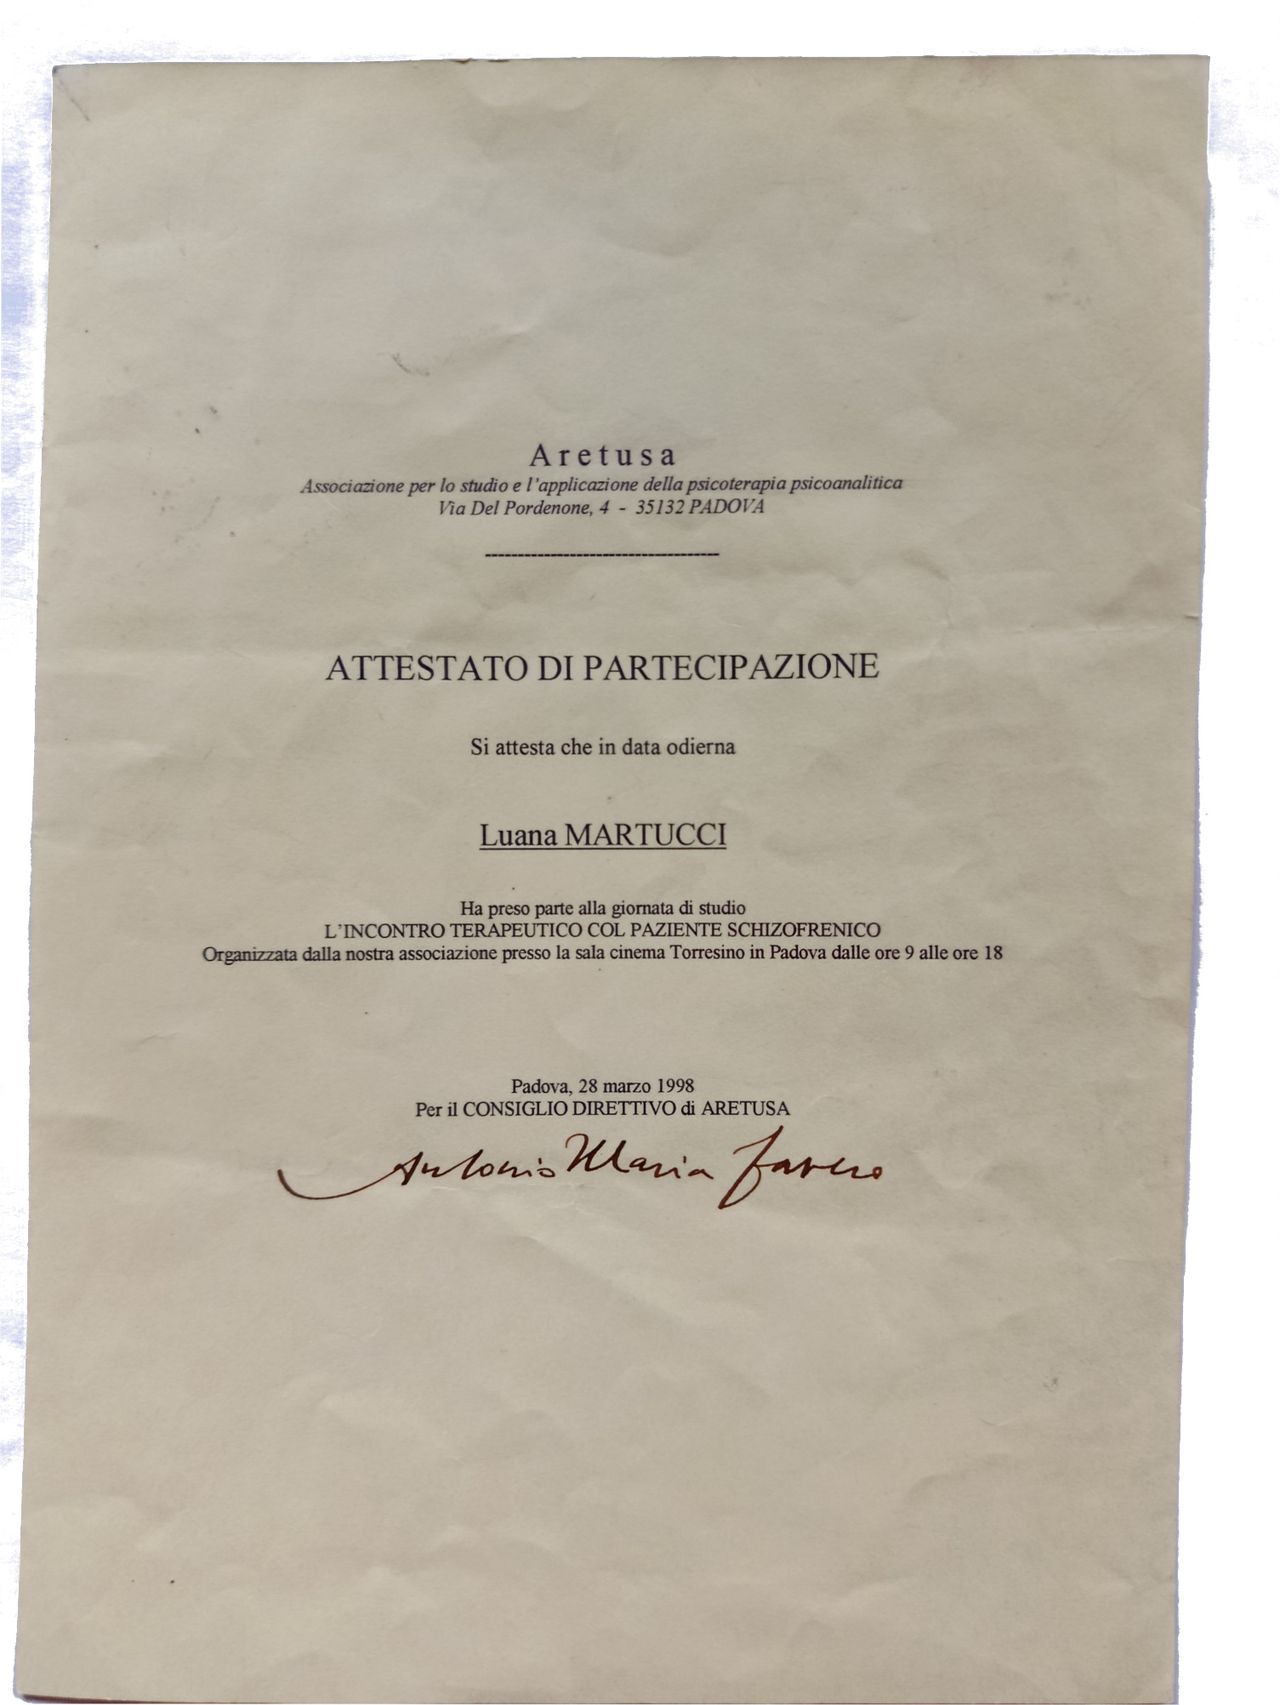 Aretusa
Associazione per lo studio e l'applicazione della psicoterapia psicoanalitica
Via Del Pordenone, 4 - 35132 PADOVA
------------------------------------
ATTESTATO DI PARTECIPAZIONE
Si attesta che in data odierna
Luana MARTUCCI
Ha preso parte alla giornata di studio
L'INCONTRO TERAPEUTICO COL PAZIENTE SCHIZOFRENICO
Organizzata dalla nostra associazione presso la sala cinema Torresino in Padova dalle ore 9 alle ore 18
Padova, 28 marzo 1998
Per il CONSIGLIO DIRETTIVO di ARETUSA
Antonio Maria Favero